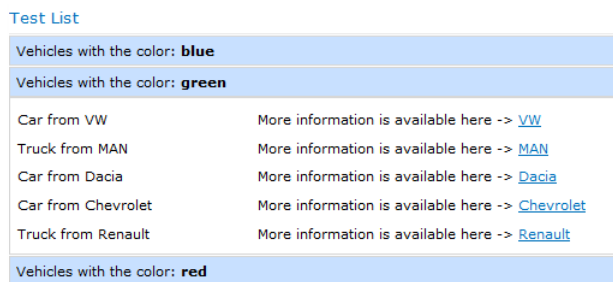 Test List
Vehicles with the color: blue
Vehicles with the color: green
Car from VW More information is available here -> VW
Truck from MAN More information is available here -> MAN
Car from Dacia More information is available here -> Dacia
Car from Chevrolet More information is available here -> Chevrolet
Truck from Renault More information is available here -> Renault
Vehicles with the color: red